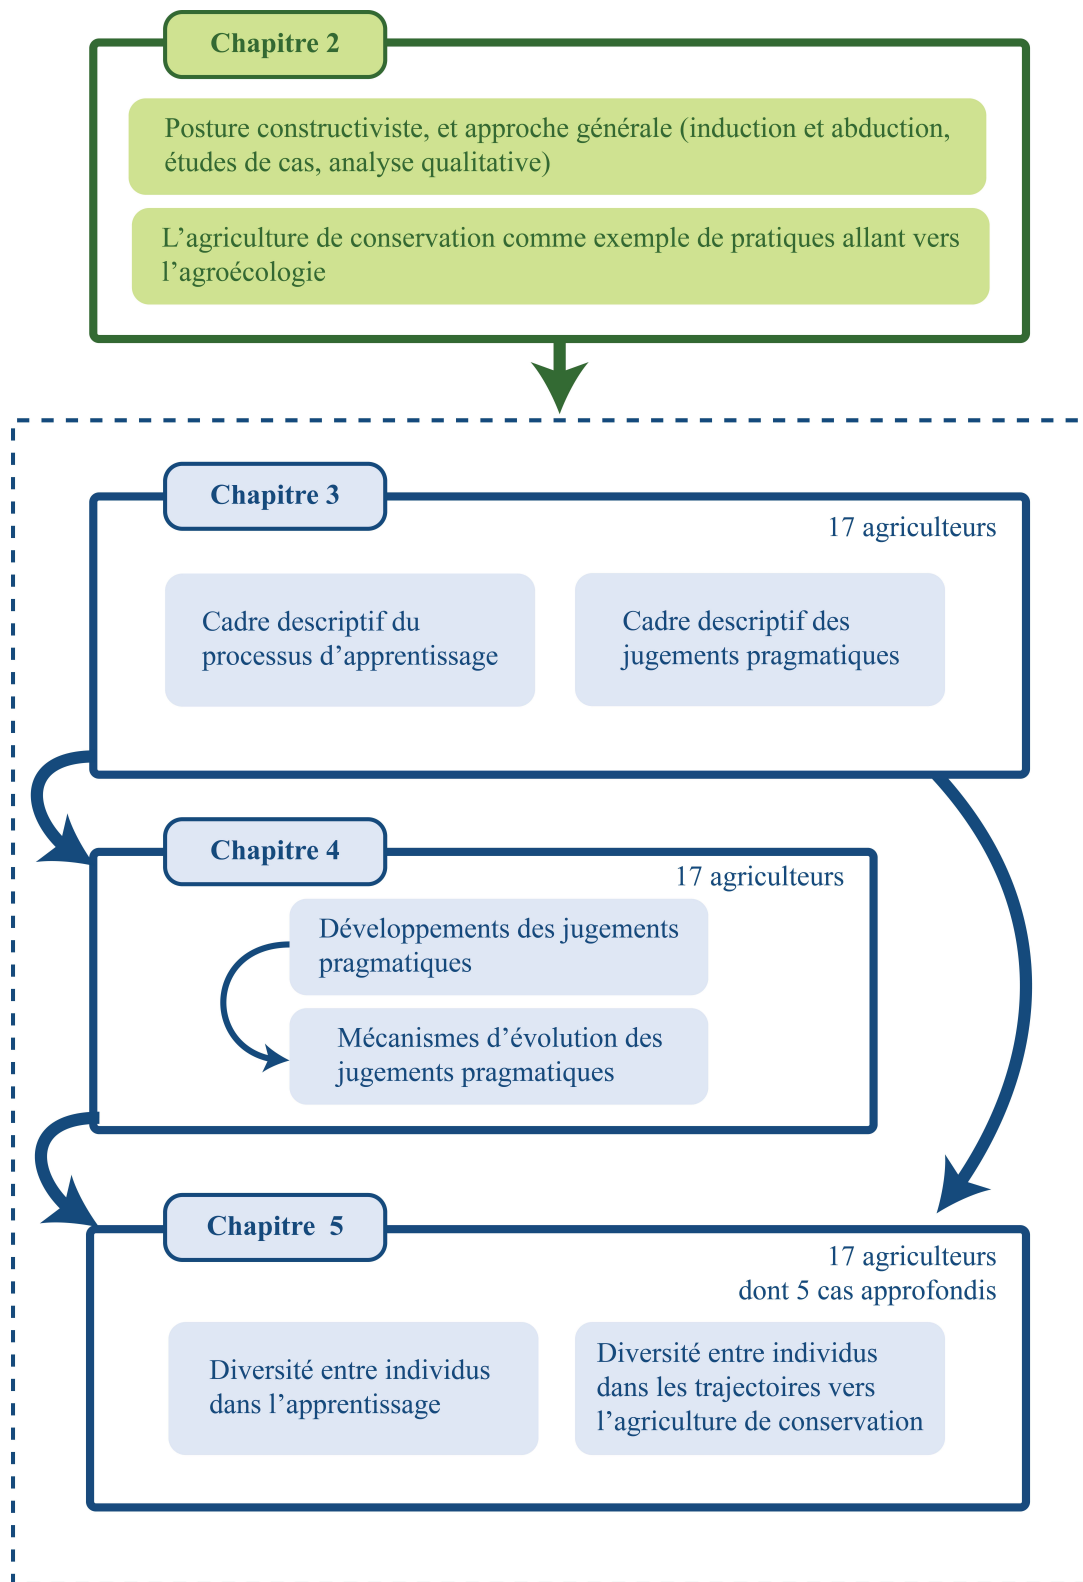 Chapitre 2
Posture constructiviste, et approche générale (induction et abduction,
études de cas, analyse qualitative)
L’agriculture de conservation comme exemple de pratiques allant vers
l’agroécologie
Chapitre 3
17 agriculteurs
Cadre descriptif du
processus d’apprentissage
Cadre descriptif des
jugements pragmatiques
Chapitre 4
17 agriculteurs
Développements des jugements
pragmatiques
Mécanismes d’évolution des
jugements pragmatiques
Chapitre 5
17 agriculteurs
dont 5 cas approfondis
Diversité entre individus
dans l’apprentissage
Diversité entre individus
dans les trajectoires vers
l’agriculture de conservation